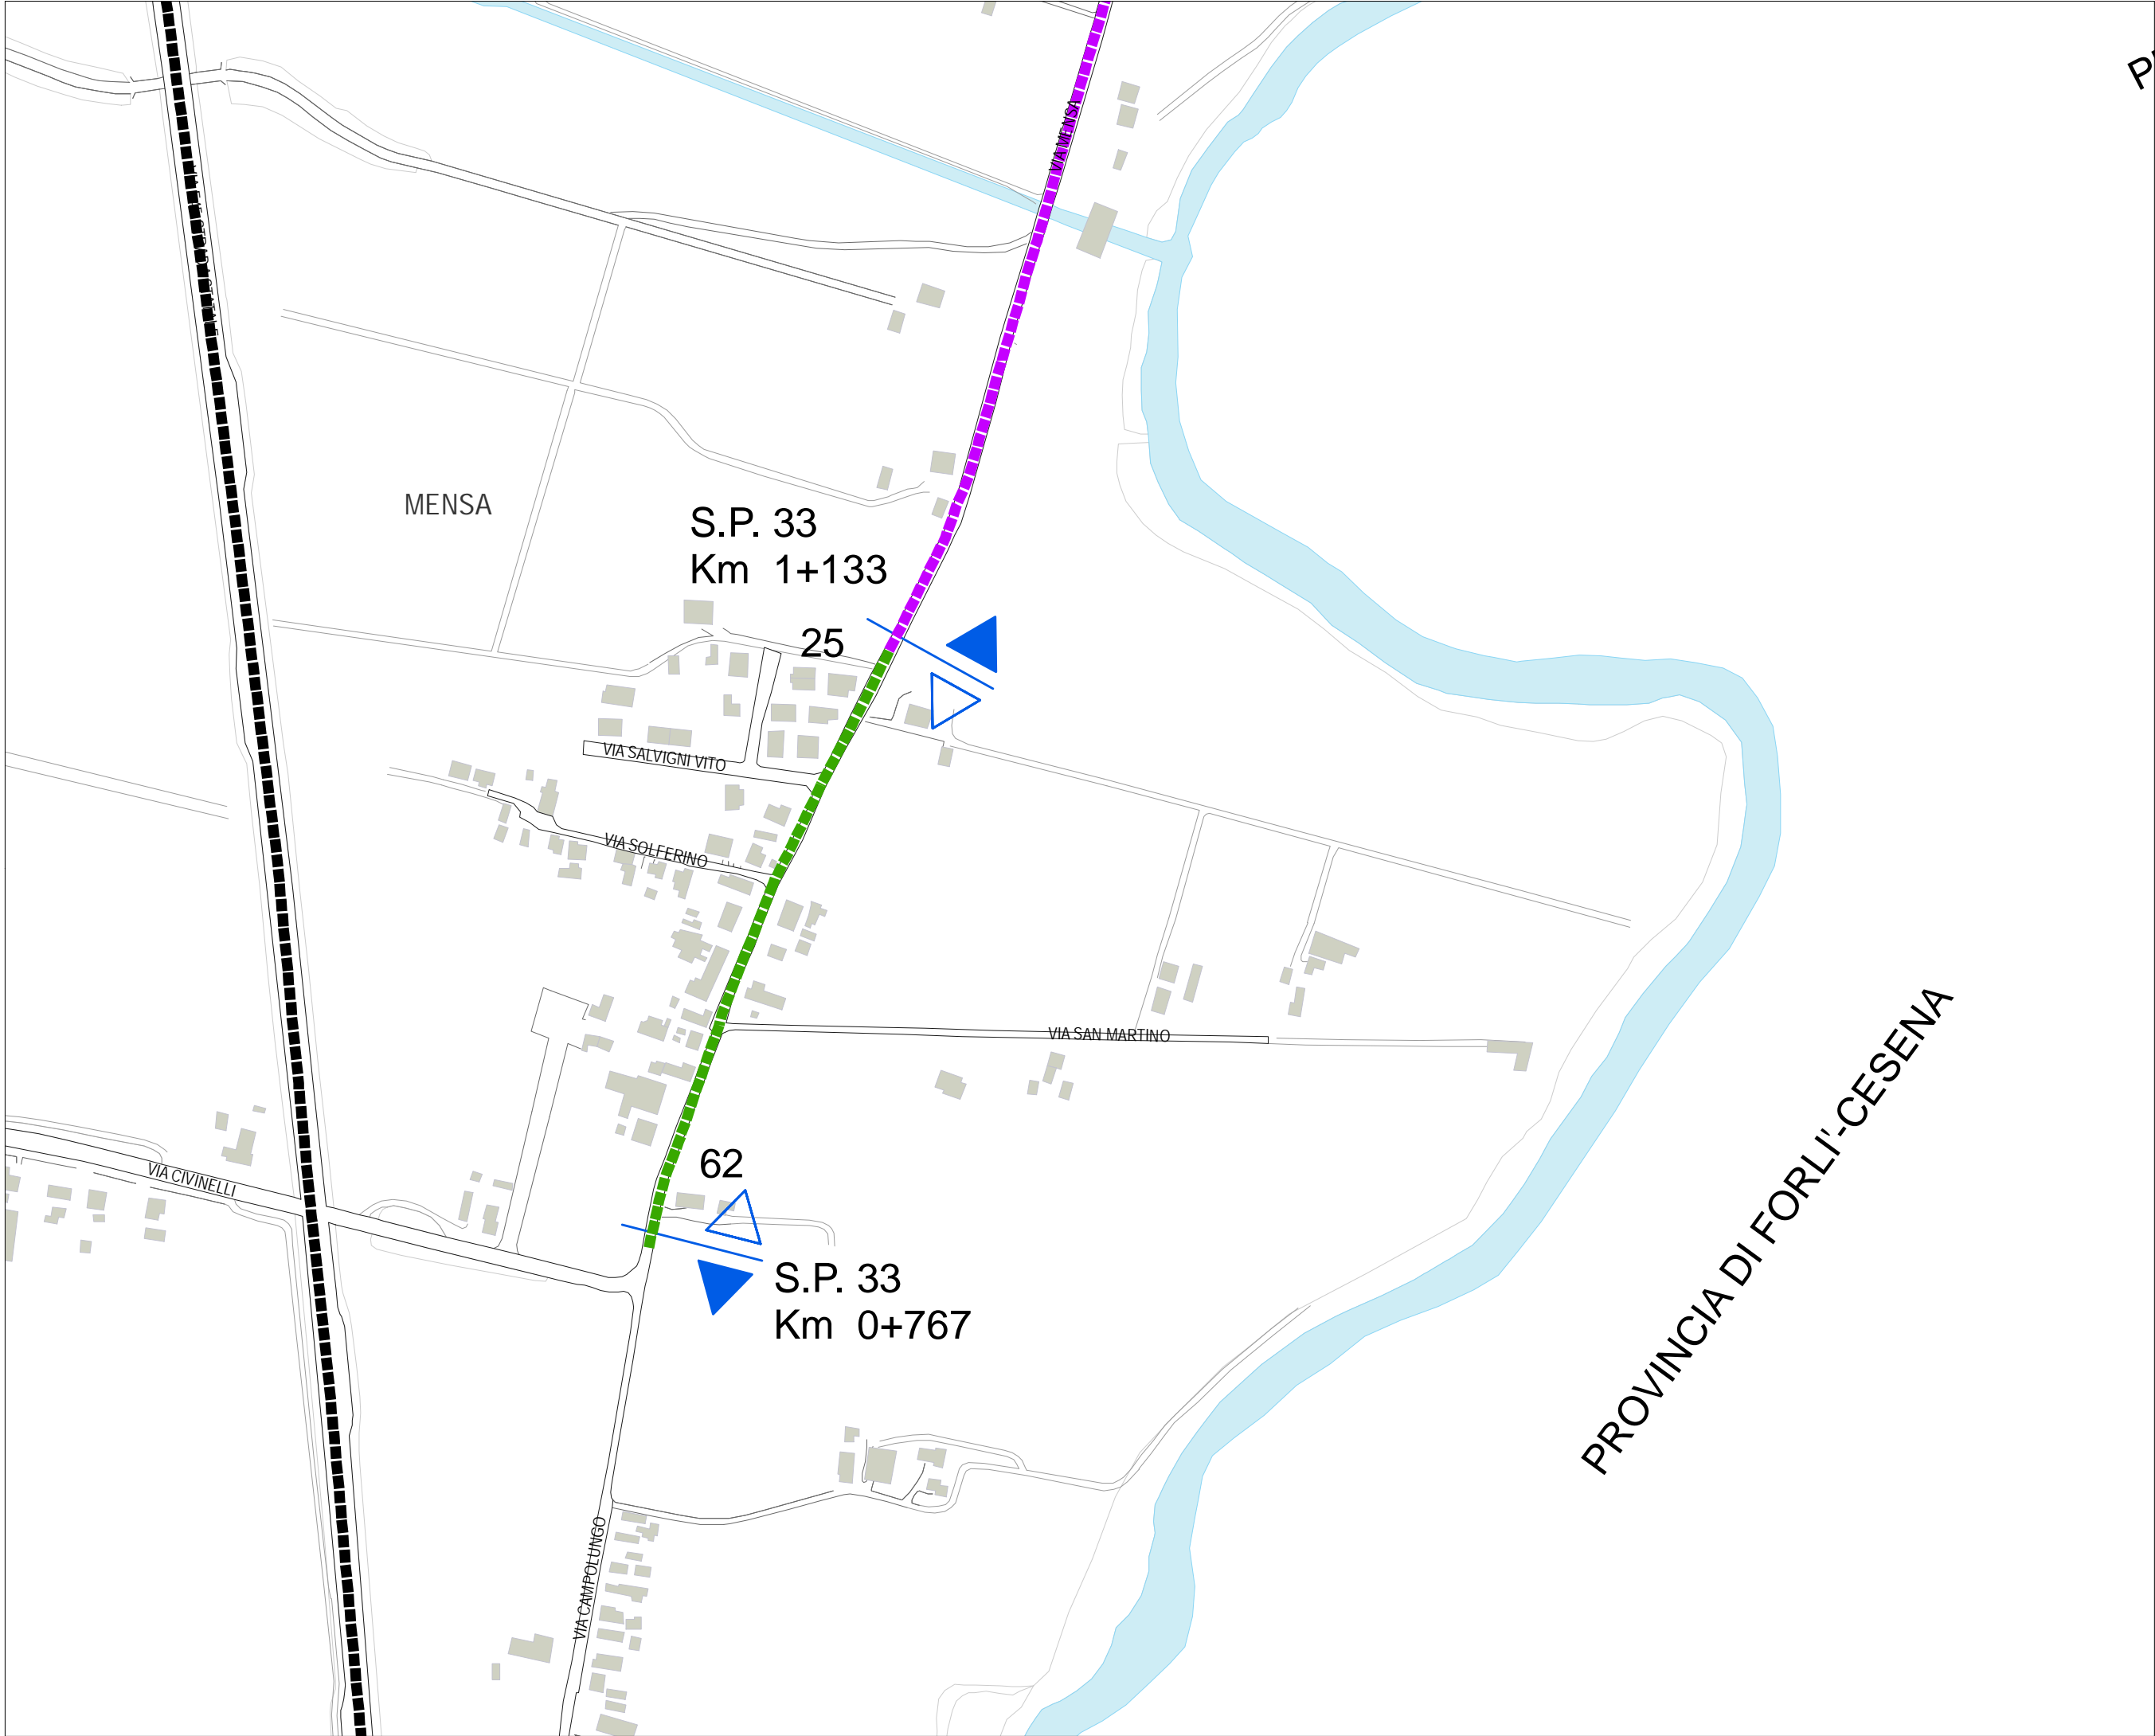 VIA MENSA
MENSA
S.P. 33
Km 1+133
25
VIA SALVIGNI VITO
VIA SOLFERINO
VIA SAN MARTINO
62
VIA CIVINELLI
S.P. 33
Km 0+767
PROVINCIA DI FORLI'-CESENA
VIA CAMPOLUNGO